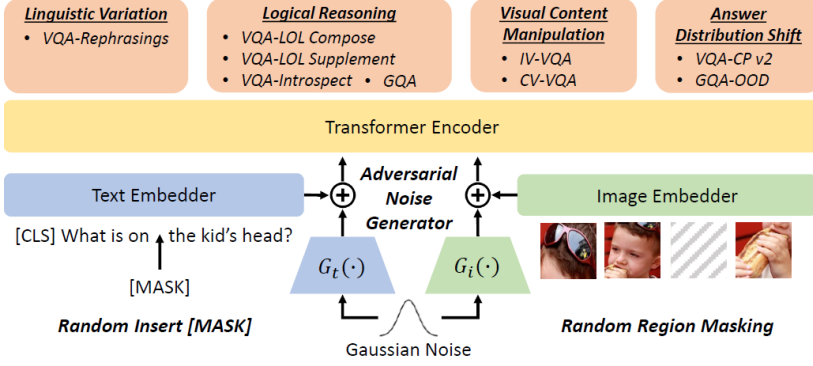 Linguistic Variation
• VQA-Rephrasings
Logical Reasoning
• VQA-LOL Compose
• VQA-LOL Supplement
• VQA-Introspect • GQA
Visual Content
Manipulation
• IV-VQA
• CV-VQA
Answer
Distribution Shift
• VQA-CP v2
• GQA-OOD
Transformer Encoder
Text Embedder
Adversarial
Noise
Generator
Image Embedder
[CLS] What is on the kid's head?
[MASK]
Random Insert [MASK]
G_t(·)
G_i(·)
Gaussian Noise
Random Region Masking